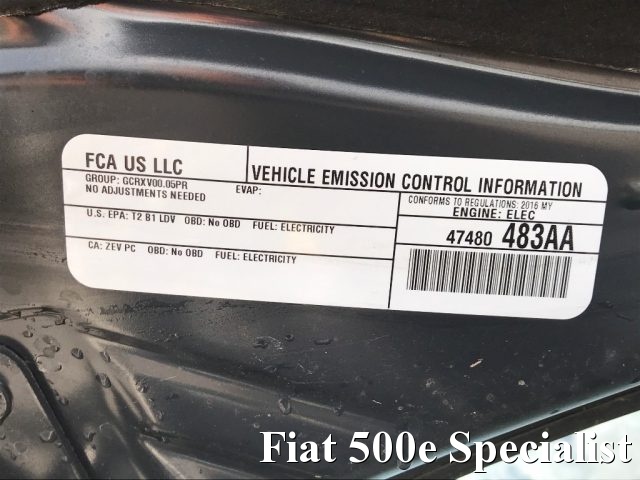 FCA US LLC
GROUP: GCRXV00.05PR
EVAP:
NO ADJUSTMENTS NEEDED
U.S. EPA: T2 B1 LDV OBD: No OBD FUEL: ELECTRICITY
CA: ZEV PC OBD: No OBD FUEL: ELECTRICITY
VEHICLE EMISSION CONTROL INFORMATION
CONFORMS TO REGULATIONS: 2016 MY
ENGINE: ELEC
47480 483AA
Fiat 500e Specialist